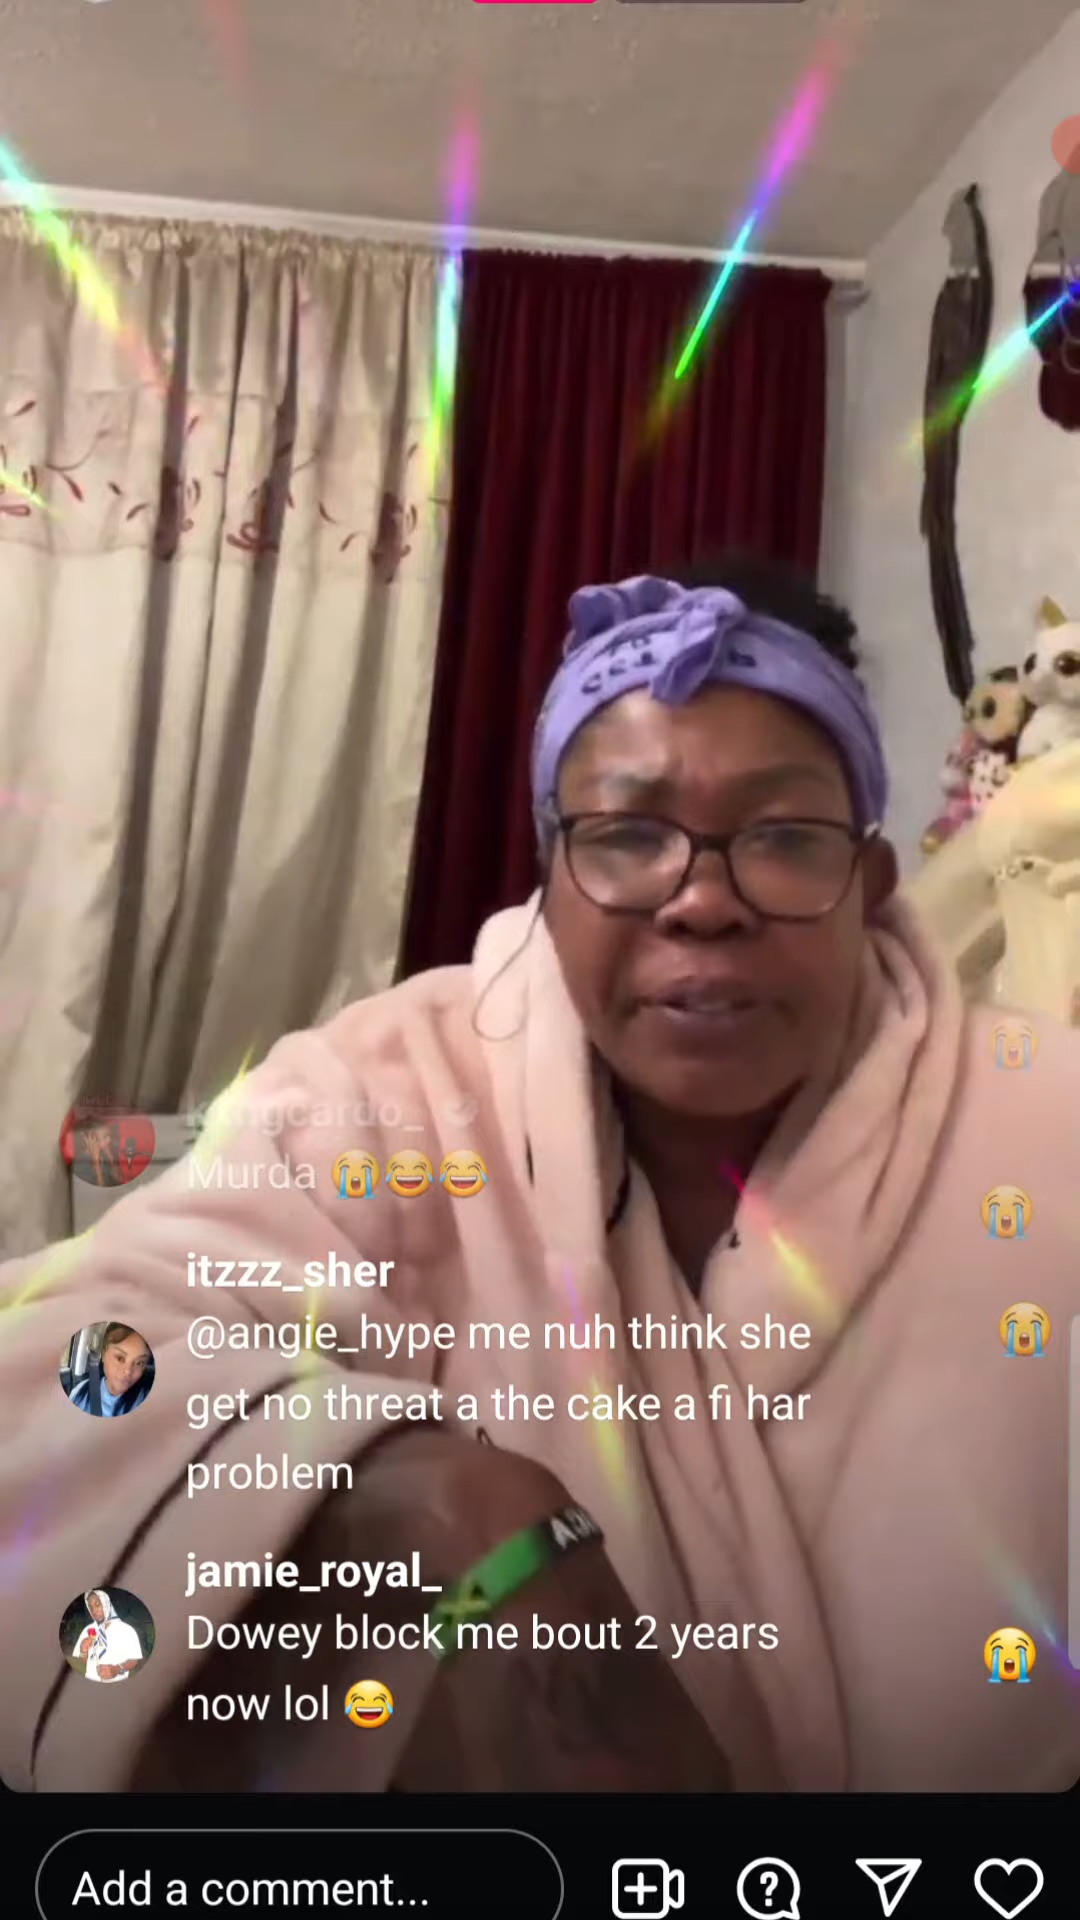 Murda 😭😂😂
itzzz_sher
@angie_hype me nuh think she
get no threat a the cake a fi har
problem
jamie_royal_
Dowey block me bout 2 years
now lol 😂
Add a comment...